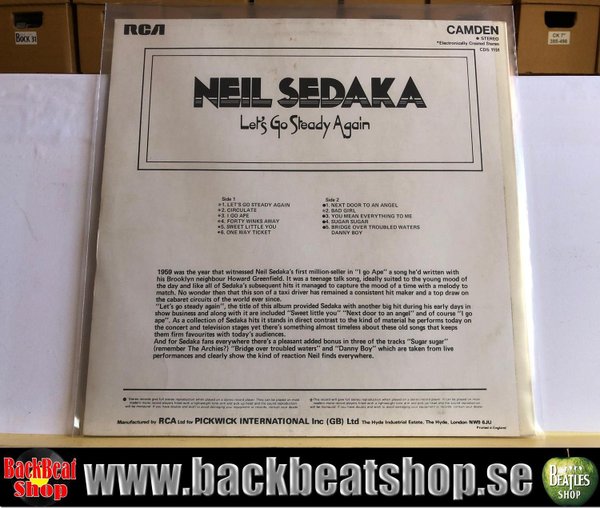 BOCK 31
CK 7"
RCA
CAMDEN
STEREO
*Electronically Created Stereo
CDS 1151
NEIL SEDAKA
Let's Go Steady Again
Side 1
*1. LET'S GO STEADY AGAIN
*2. CIRCULATE
*3. I GO APE
*4. FORTY WINKS AWAY
*5. SWEET LITTLE YOU
*6. ONE WAY TICKET
Side 2
1. NEXT DOOR TO AN ANGEL
2. BAD GIRL
3. YOU MEAN EVERYTHING TO ME
4. SUGAR SUGAR
5. BRIDGE OVER TROUBLED WATERS
DANNY BOY
1959 was the year that witnessed Neil Sedaka's first million-seller in "I go Ape" a song he'd written with
his Brooklyn neighbour Howard Greenfield. It was a teenage talk song, ideally suited to the young mood of
the day and like all of Sedaka's subsequent hits it managed to capture the mood of a time with a melody to
match. No wonder then that this son of a taxi driver has remained a consistent hit maker and a top draw on
the cabaret circuits of the world ever since.
"Let's go steady again", the title of this album provided Sedaka with another big hit during his early days in
show business and along with it are included "Sweet little you" "Next door to an angel" and of course "I go
ape". As a collection of Sedaka hits it stands in direct contrast to the kind of material he performs today on
the concert and television stages yet there's something almost timeless about these old songs that keeps
them firm favourites with today's audiences.
And for Sedaka fans everywhere there's a pleasant added bonus in three of the tracks "Sugar sugar"
(remember The Archies?) "Bridge over troubled waters" and "Danny Boy" which are taken from live
performances and clearly show the kind of reaction Neil finds everywhere.
Manufactured by RCA Ltd for PICKWICK INTERNATIONAL Inc (GB) Ltd The Hyde Industrial Estate, The Hyde, London NW9 6JU
Printed in England
BackBeat
Shop
www.backbeatshop.se
BEATLES
SHOP